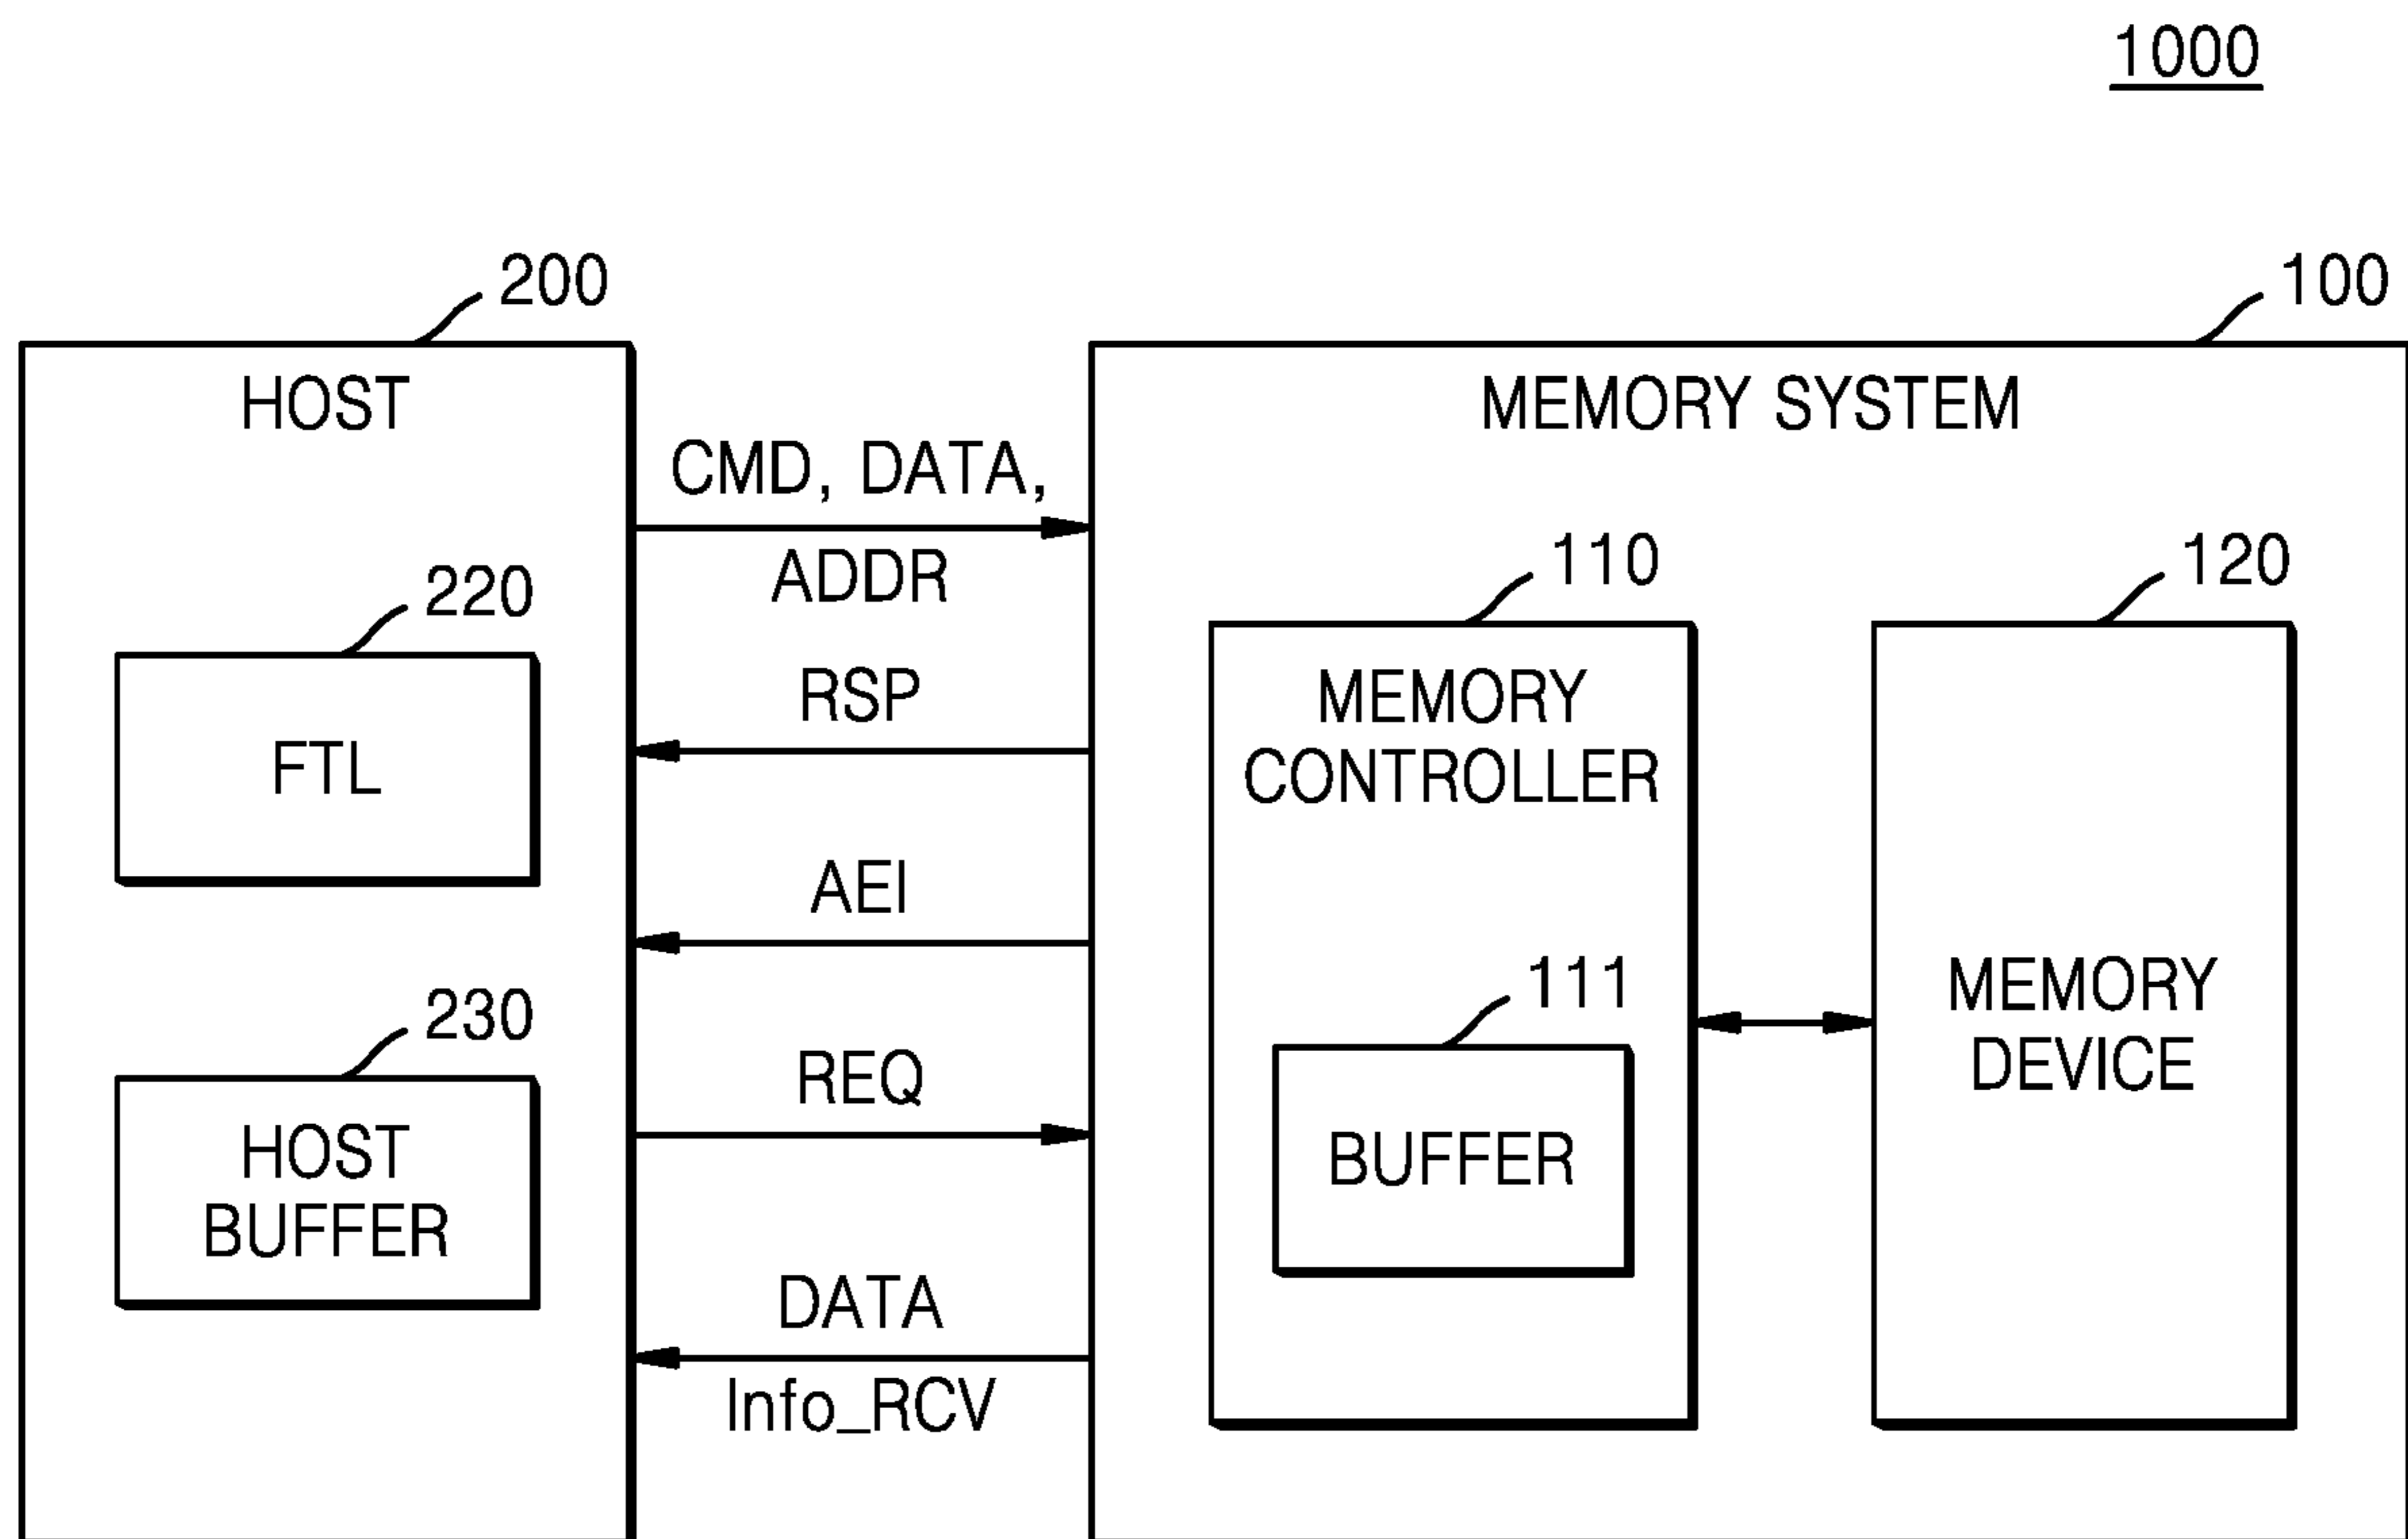 1000
200
100
HOST
MEMORY SYSTEM
CMD, DATA,
ADDR
220
110
120
FTL
RSP
MEMORY
CONTROLLER
AEI
230
111
MEMORY
DEVICE
REQ
HOST
BUFFER
BUFFER
DATA
Info_RCV